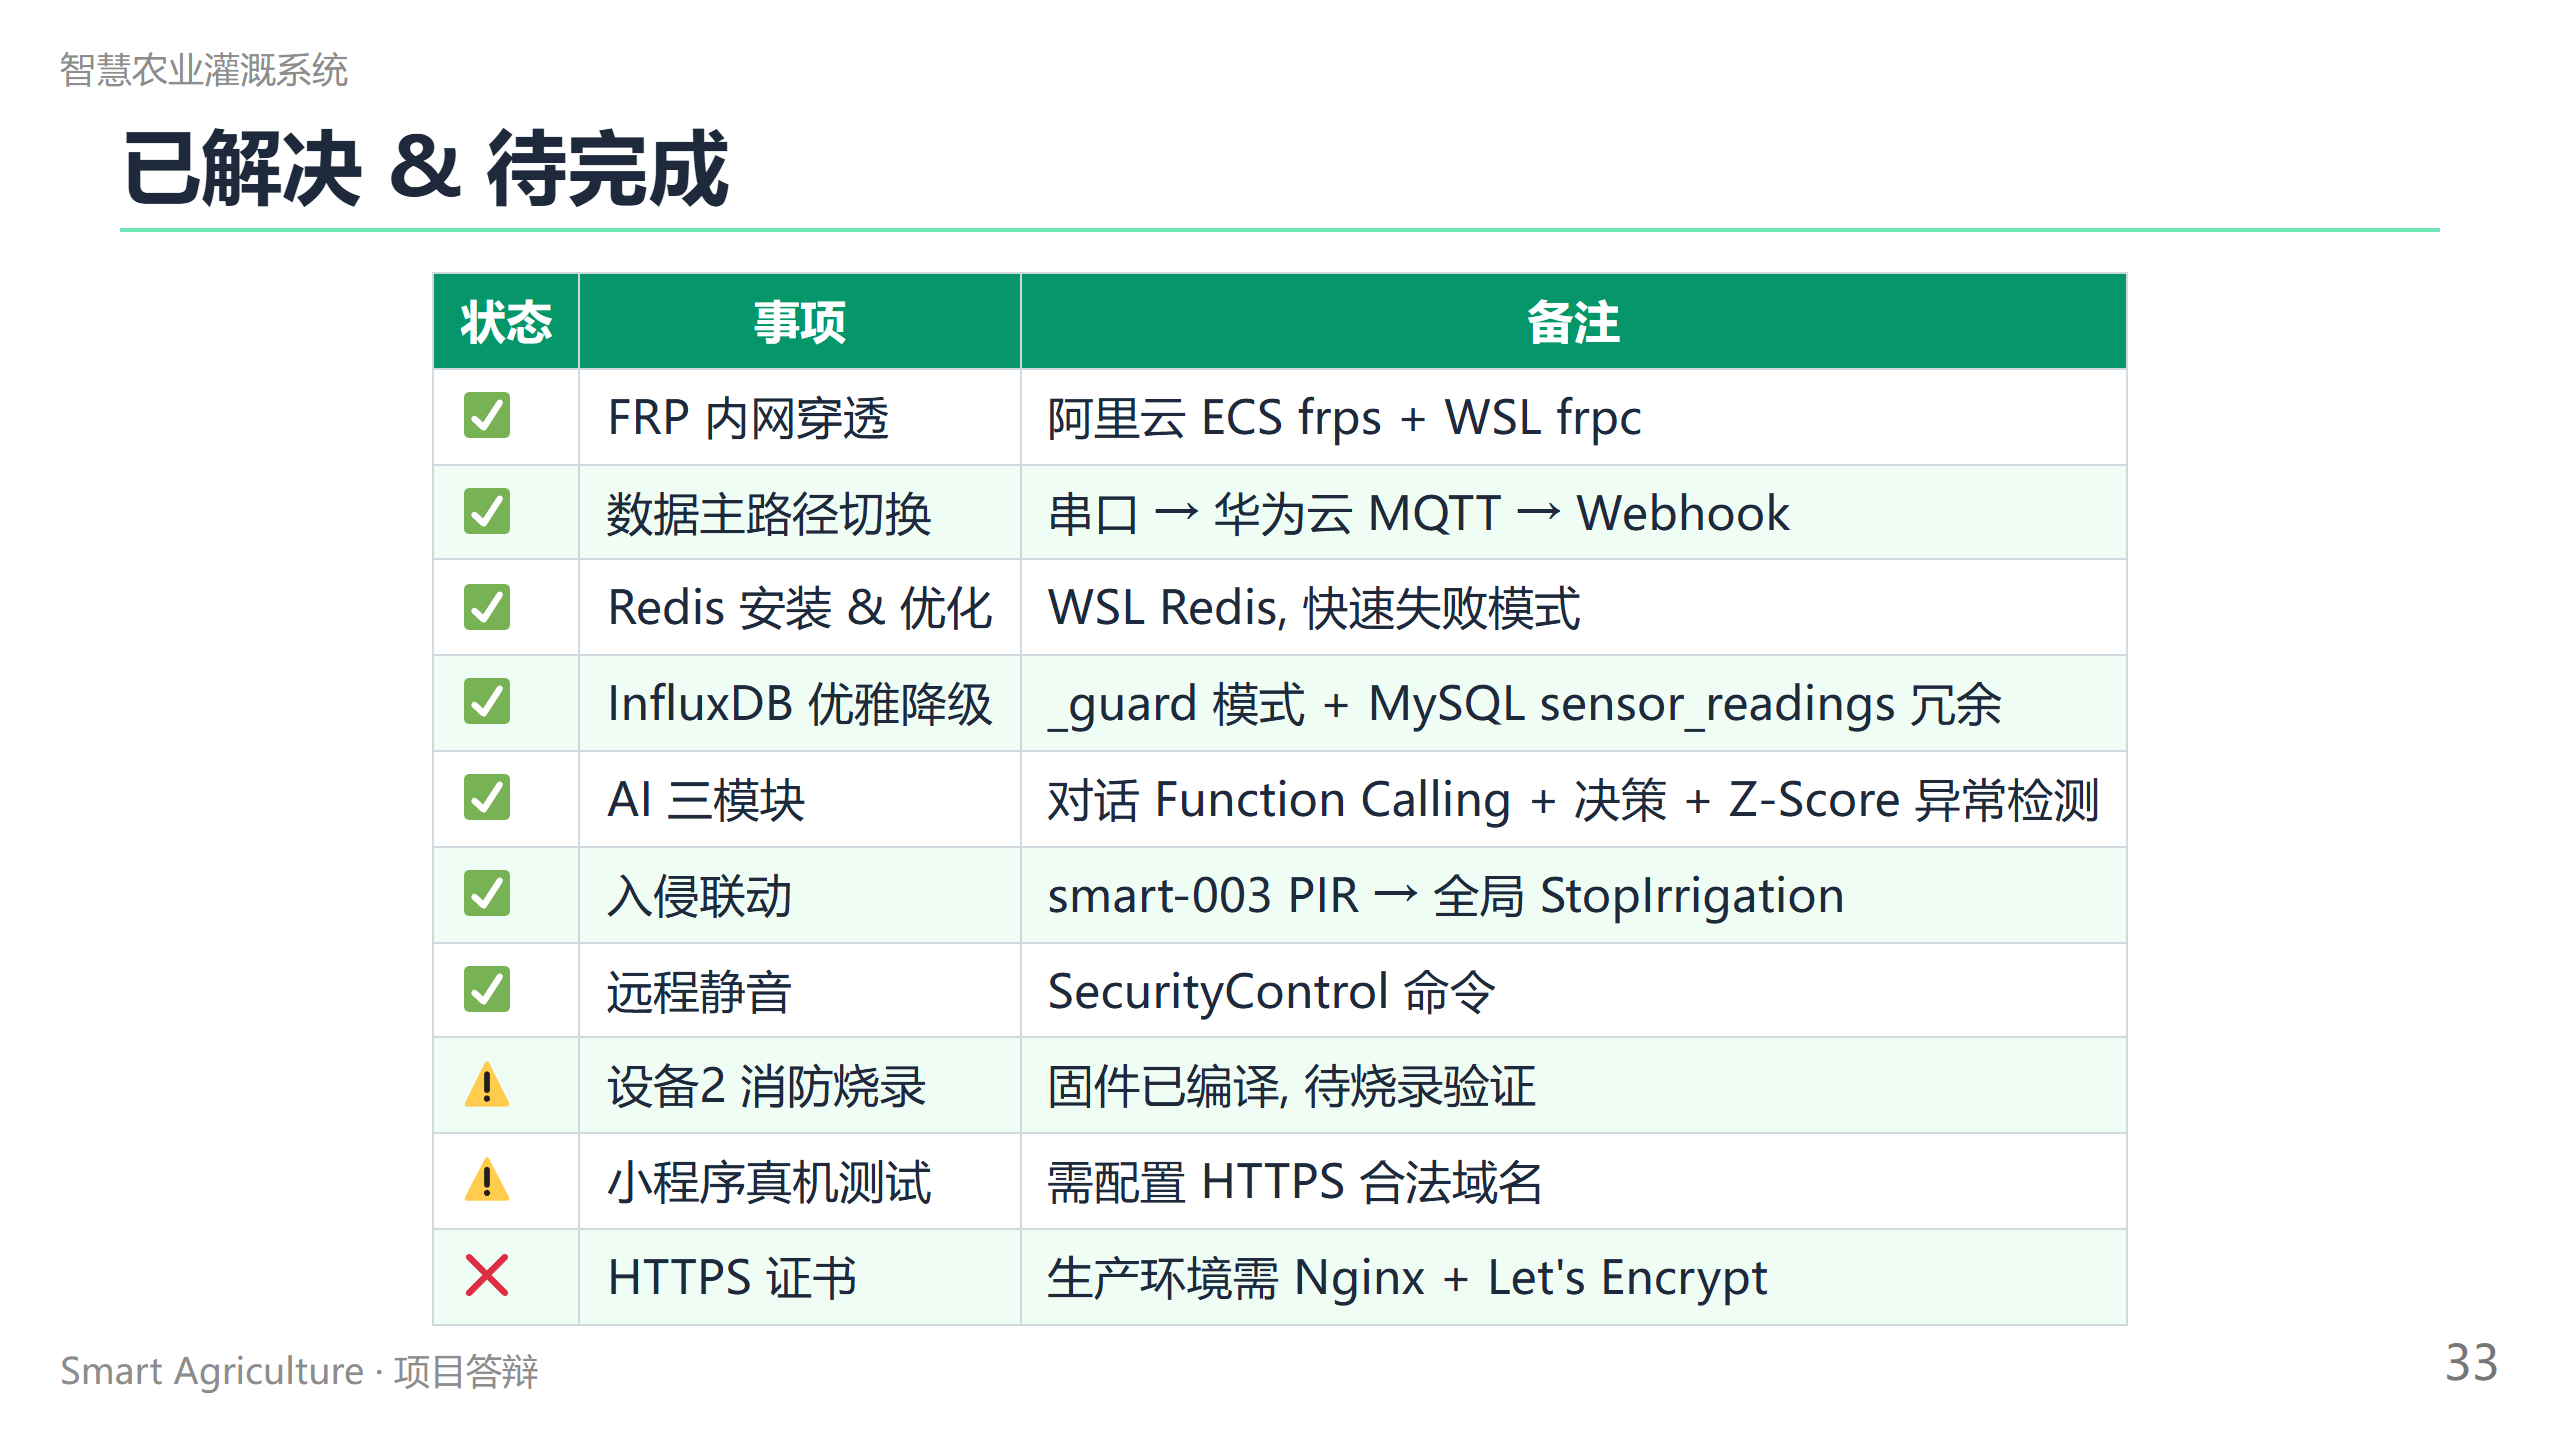 智慧农业灌溉系统
已解决 & 待完成
状态 事项 备注
✅ FRP 内网穿透 阿里云 ECS frps + WSL frpc
✅ 数据主路径切换 串口 → 华为云 MQTT → Webhook
✅ Redis 安装 & 优化 WSL Redis, 快速失败模式
✅ InfluxDB 优雅降级 _guard 模式 + MySQL sensor_readings 冗余
✅ AI 三模块 对话 Function Calling + 决策 + Z-Score 异常检测
✅ 入侵联动 smart-003 PIR → 全局 StopIrrigation
✅ 远程静音 SecurityControl 命令
⚠️ 设备2 消防烧录 固件已编译, 待烧录验证
⚠️ 小程序真机测试 需配置 HTTPS 合法域名
❌ HTTPS 证书 生产环境需 Nginx + Let's Encrypt
Smart Agriculture · 项目答辩
33